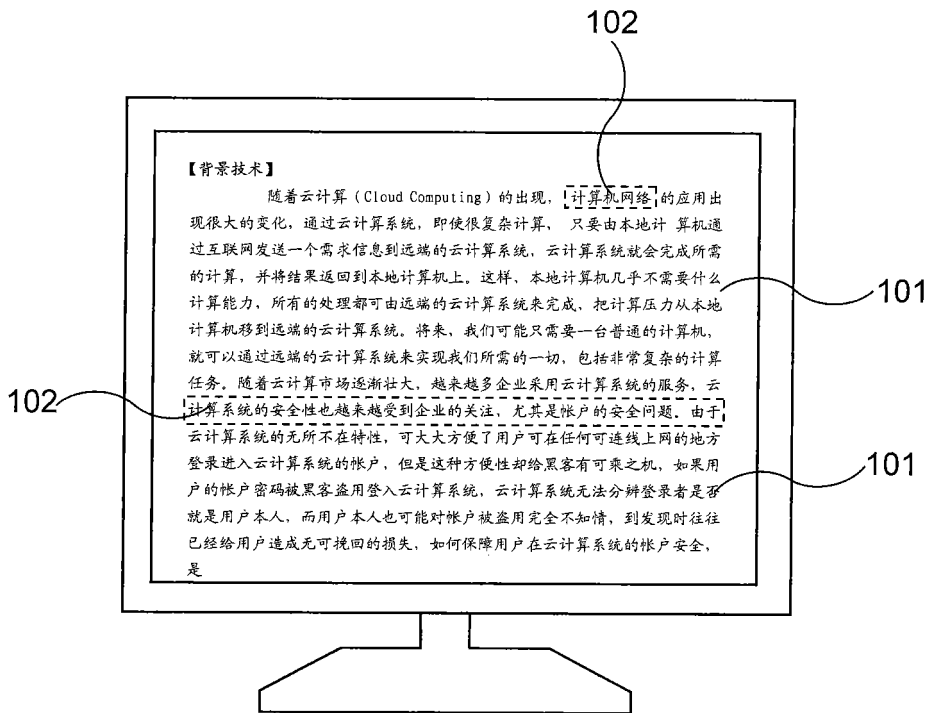 102
【背景技术】
随着云计算(Cloud Computing)的出现, 计算机网络 的应用出
现很大的变化, 通过云计算系统, 即使很复杂计算, 只要由本地计 算机通
过互联网发送一个需求信息到远端的云计算系统, 云计算系统就会完成所需
的计算, 并将结果返回到本地计算机上。这样, 本地计算机几乎不需要什么
101
计算能力, 所有的处理都可由远端的云计算系统来完成, 把计算压力从本地
计算机移到远端的云计算系统。将来, 我们可能只需要一台普通的计算机,
就可以通过远端的云计算系统来实现我们所需的一切, 包括非常复杂的计算
任务。随着云计算市场逐渐壮大, 越来越多企业采用云计算系统的服务, 云
102
计算系统的安全性也越来越受到企业的关注, 尤其是帐户的安全问题。由于
云计算系统的无所不在特性, 可大大方便了用户可在任何可连线上网的地方
登录进入云计算系统的帐户, 但是这种方便性却给黑客有可乘之机, 如果用
101
户的帐户密码被黑客盗用登入云计算系统, 云计算系统无法分辨登录者是否
就是用户本人, 而用户本人也可能对帐户被盗用完全不知情, 到发现时往往
已经给用户造成无可挽回的损失, 如何保障用户在云计算系统的帐户安全,
是